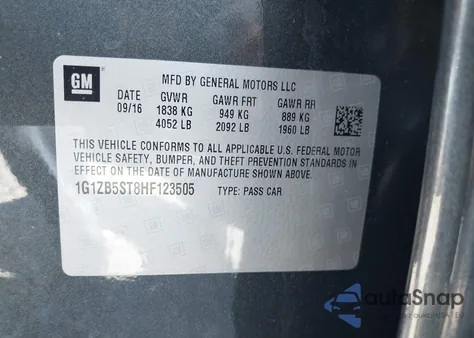 GM
MFD BY GENERAL MOTORS LLC
DATE GVWR GAWR FRT GAWR RR
09/16 1838 KG 949 KG 889 KG
4052 LB 2092 LB 1960 LB
THIS VEHICLE CONFORMS TO ALL APPLICABLE U.S. FEDERAL MOTOR
VEHICLE SAFETY, BUMPER, AND THEFT PREVENTION STANDARDS IN
EFFECT ON THE DATE OF MANUFACTURE SHOWN ABOVE.
1G1ZB5ST8HF123505 TYPE: PASS CAR
autoSnap